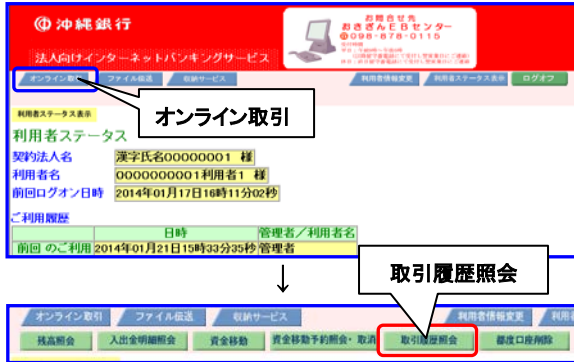 沖縄銀行
お問合せ先
おきぎんEBセンター
098-878-0115
法人向けインターネットバンキングサービス
オンライン取引 ファイル伝送 収納サービス 利用者情報変更 利用者ステータス表示 ログオフ
利用者ステータス表示
オンライン取引
利用者ステータス
契約法人名 漢字氏名00000001 様
利用者名 0000000001利用者1 様
前回ログオン日時 2014年01月17日16時11分02秒
ご利用履歴
日時 管理者/利用者名
前回 のご利用 2014年01月21日15時33分35秒 管理者
↓
取引履歴照会
オンライン取引 ファイル伝送 収納サービス 利用者情報変更 利用者
残高照会 入出金明細照会 資金移動 資金移動予約照会・取消 取引履歴照会 都度口座削除